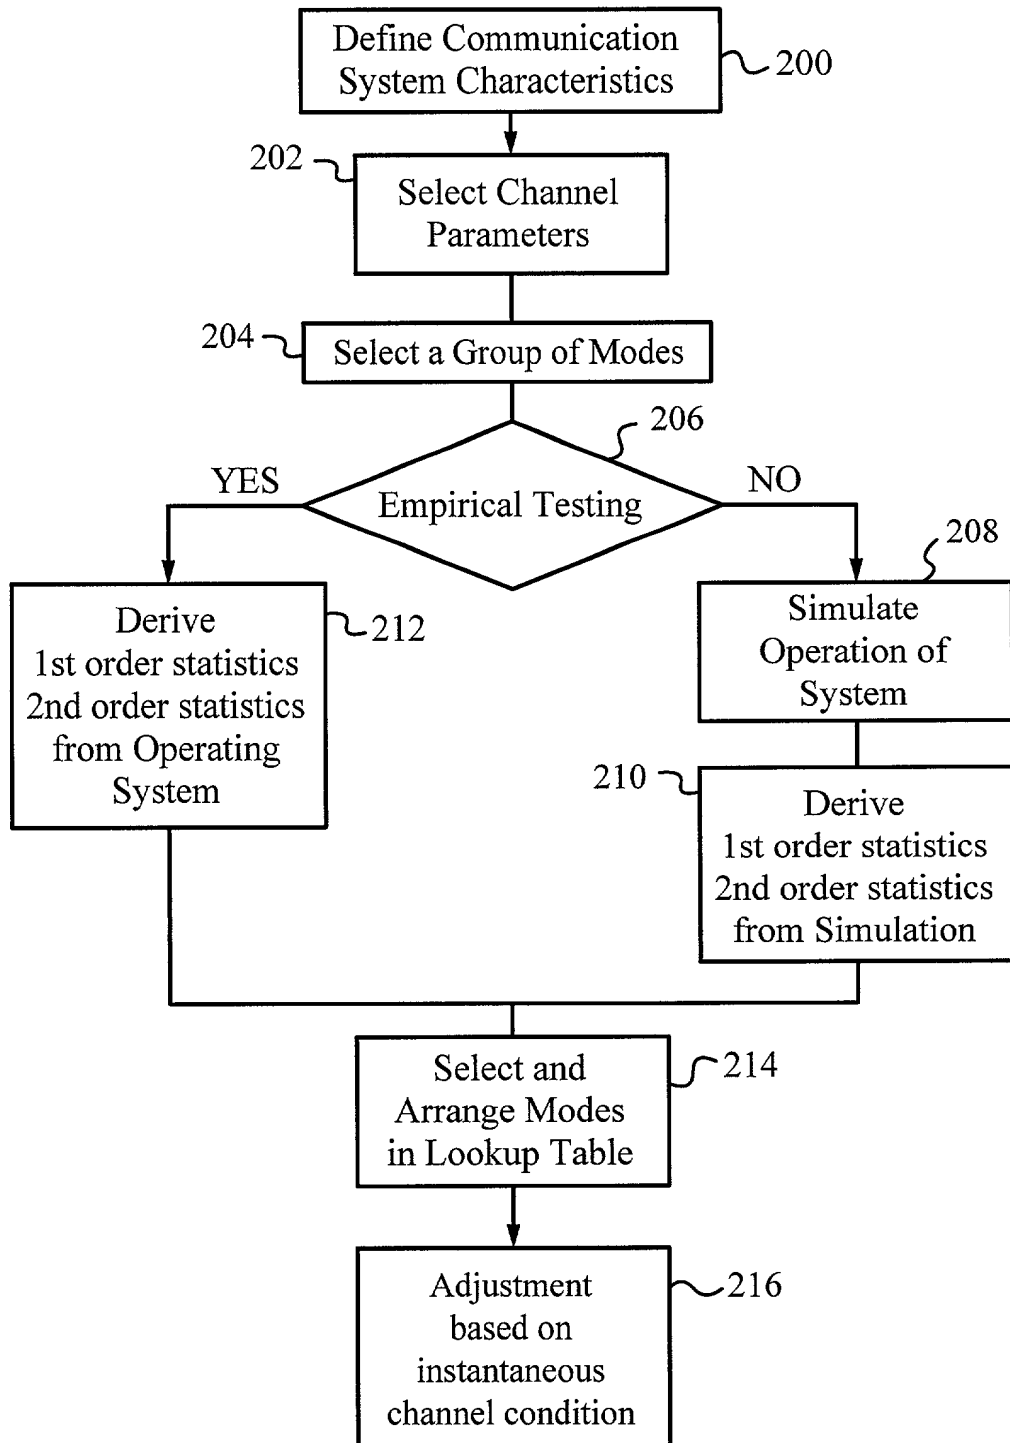 Define Communication
System Characteristics
200
202
Select Channel
Parameters
204
Select a Group of Modes
206
YES
Empirical Testing
NO
208
Derive
1st order statistics
2nd order statistics
from Operating
System
212
Simulate
Operation of
System
210
Derive
1st order statistics
2nd order statistics
from Simulation
Select and
Arrange Modes
in Lookup Table
214
Adjustment
based on
instantaneous
channel condition
216